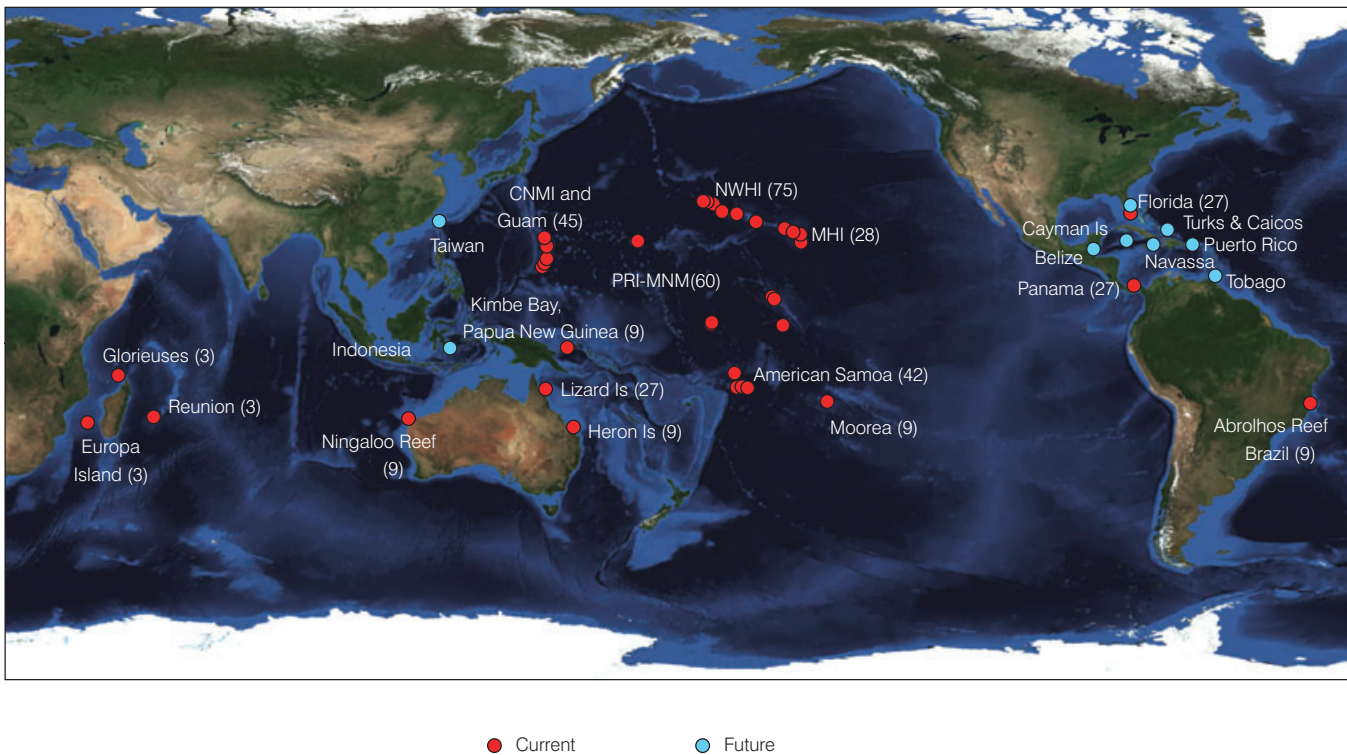 CNMI and
Guam (45)
NWHI (75)
MHI (28)
PRI-MNM(60)
Taiwan
Kimbe Bay,
Papua New Guinea (9)
Indonesia
Florida (27)
Cayman Is
Turks & Caicos
Belize
Puerto Rico
Navassa
Panama (27)
Tobago
Glorieuses (3)
Reunion (3)
Europa
Island (3)
Ningaloo Reef
(9)
Lizard Is (27)
Heron Is (9)
American Samoa (42)
Moorea (9)
Abrolhos Reef
Brazil (9)
Current
Future